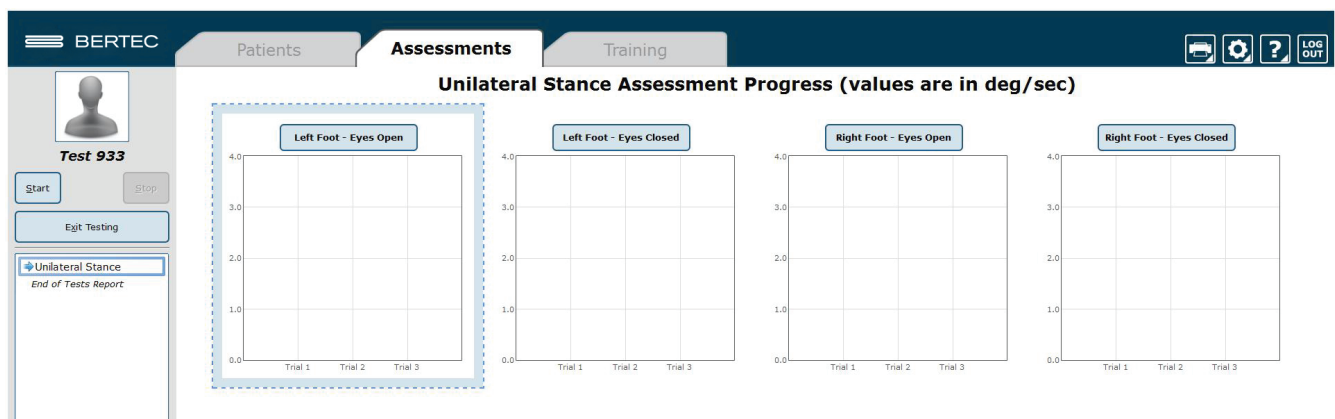 BERTEC
Patients
Assessments
Training
LOG
OUT
Unilateral Stance Assessment Progress (values are in deg/sec)
Test 933
Start
Stop
Exit Testing
Unilateral Stance
End of Tests Report
Left Foot - Eyes Open
4.0
3.0
2.0
1.0
0.0
Trial 1 Trial 2 Trial 3
Left Foot - Eyes Closed
4.0
3.0
2.0
1.0
0.0
Trial 1 Trial 2 Trial 3
Right Foot - Eyes Open
4.0
3.0
2.0
1.0
0.0
Trial 1 Trial 2 Trial 3
Right Foot - Eyes Closed
4.0
3.0
2.0
1.0
0.0
Trial 1 Trial 2 Trial 3